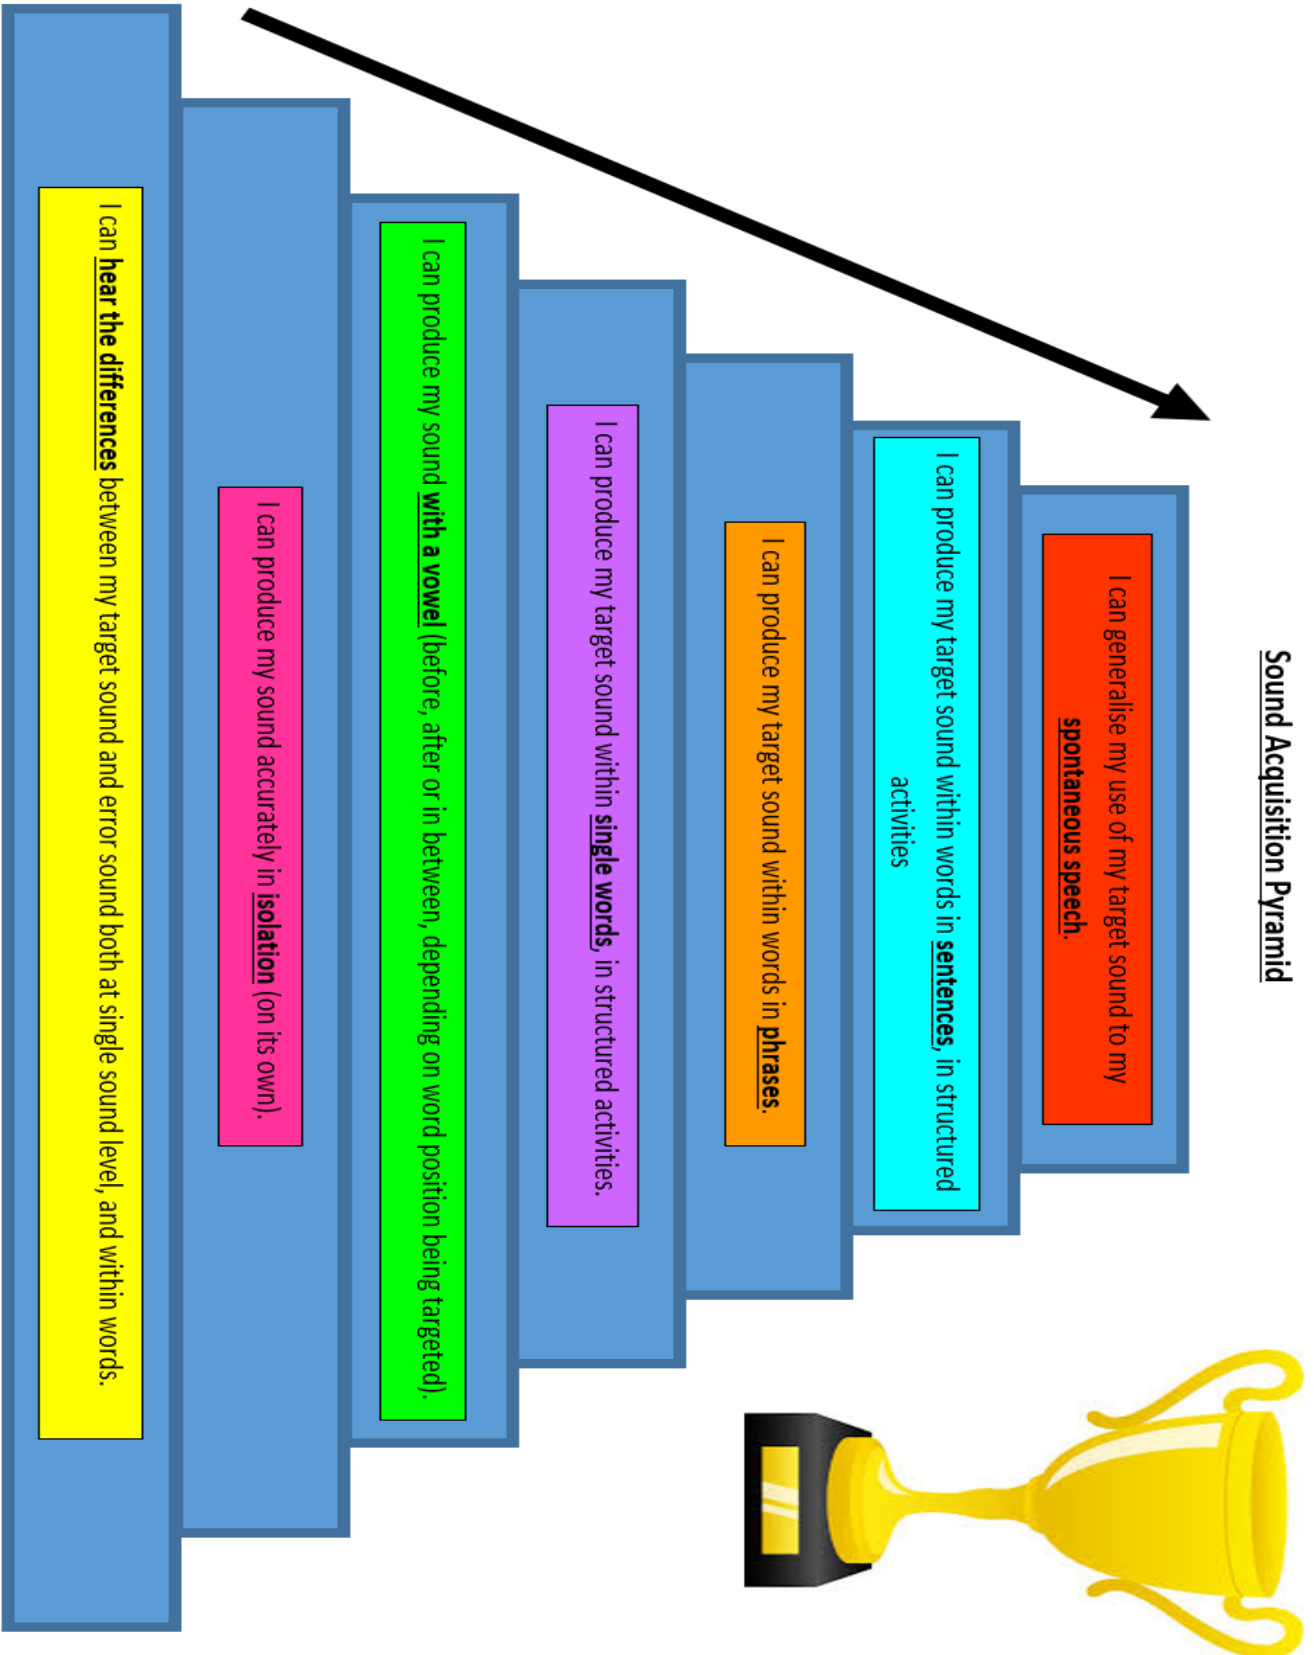 Sound Acquisition Pyramid
I can generalise my use of my target sound to my
spontaneous speech.
I can produce my target sound within words in sentences, in structured
activities
I can produce my target sound within words in phrases.
I can produce my target sound within single words, in structured activities.
I can produce my sound with a vowel (before, after or in between, depending on word position being targeted).
I can produce my sound accurately in isolation (on its own).
I can hear the differences between my target sound and error sound both at single sound level, and within words.